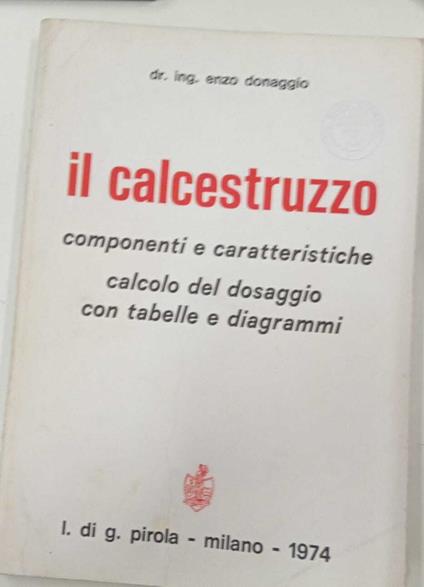 dr. ing. enzo donaggio
il calcestruzzo
componenti e caratteristiche
calcolo del dosaggio
con tabelle e diagrammi
l. di g. pirola - milano - 1974